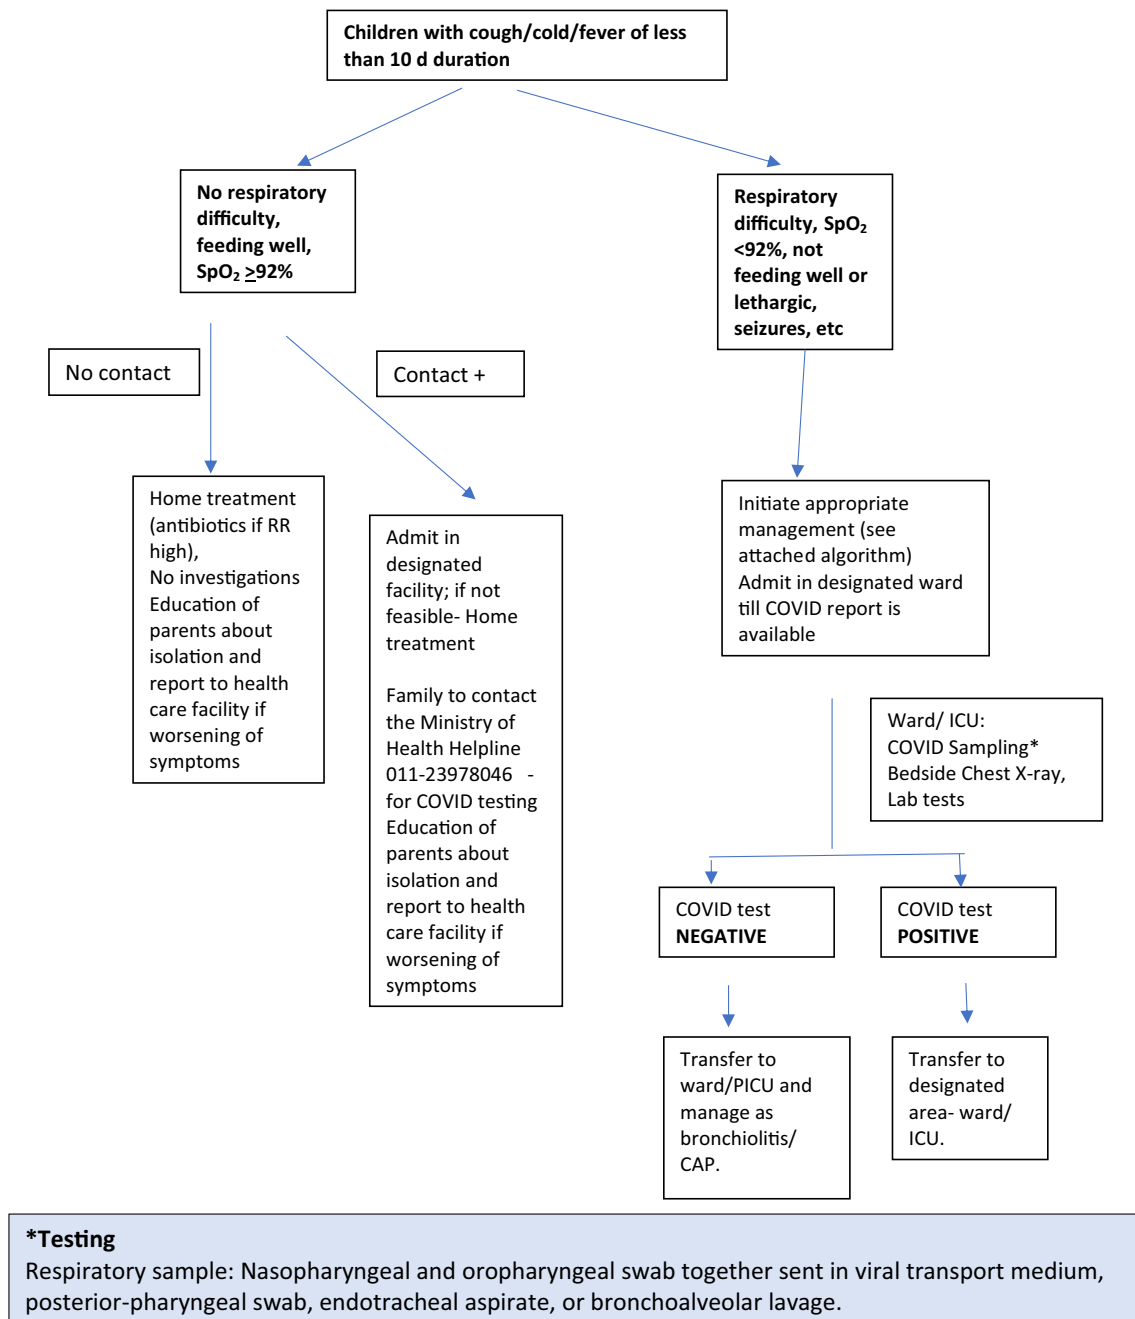 Children with cough/cold/fever of less
than 10 d duration
No respiratory
difficulty,
feeding well,
SpO₂ ≥92%
Respiratory
difficulty, SpO₂
<92%, not
feeding well or
lethargic,
seizures, etc
No contact
Contact +
Home treatment
(antibiotics if RR
high),
No investigations
Education of
parents about
isolation and
report to health
care facility if
worsening of
symptoms
Admit in
designated
facility; if not
feasible- Home
treatment
Family to contact
the Ministry of
Health Helpline
011-23978046 -
for COVID testing
Education of
parents about
isolation and
report to health
care facility if
worsening of
symptoms
Initiate appropriate
management (see
attached algorithm)
Admit in designated ward
till COVID report is
available
Ward/ ICU:
COVID Sampling*
Bedside Chest X-ray,
Lab tests
COVID test
NEGATIVE
COVID test
POSITIVE
Transfer to
ward/PICU and
manage as
bronchiolitis/
CAP.
Transfer to
designated
area- ward/
ICU.
*Testing
Respiratory sample: Nasopharyngeal and oropharyngeal swab together sent in viral transport medium,
posterior-pharyngeal swab, endotracheal aspirate, or bronchoalveolar lavage.